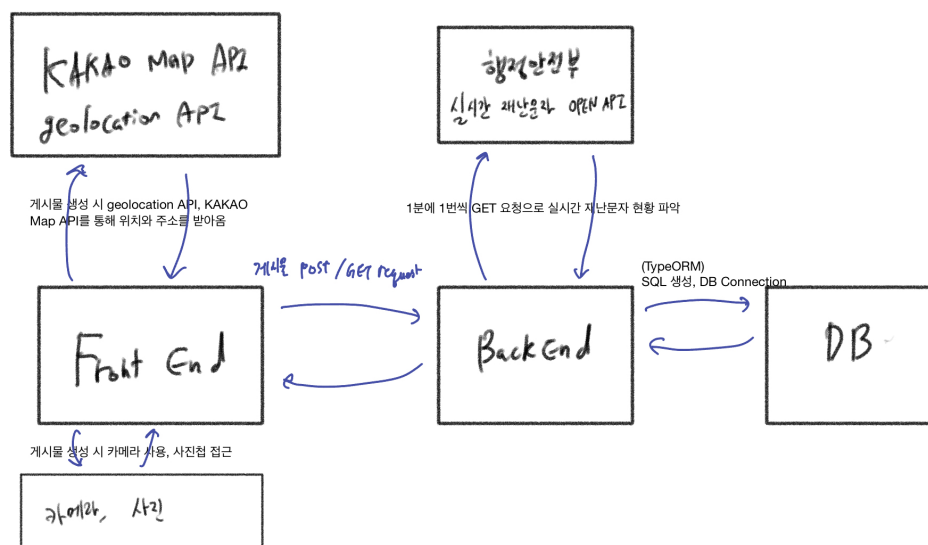 KAKAO Map API
geolocation API
행정안전부
실시간 재난문자 OPEN API
게시물 생성 시 geolocation API, KAKAO
Map API를 통해 위치와 주소를 받아옴
1분에 1번씩 GET 요청으로 실시간 재난문자 현황 파악
게시물 POST / GET request
(TypeORM)
SQL 생성, DB Connection
Front End
Back End
DB
게시물 생성 시 카메라 사용, 사진첩 접근
카메라, 사진